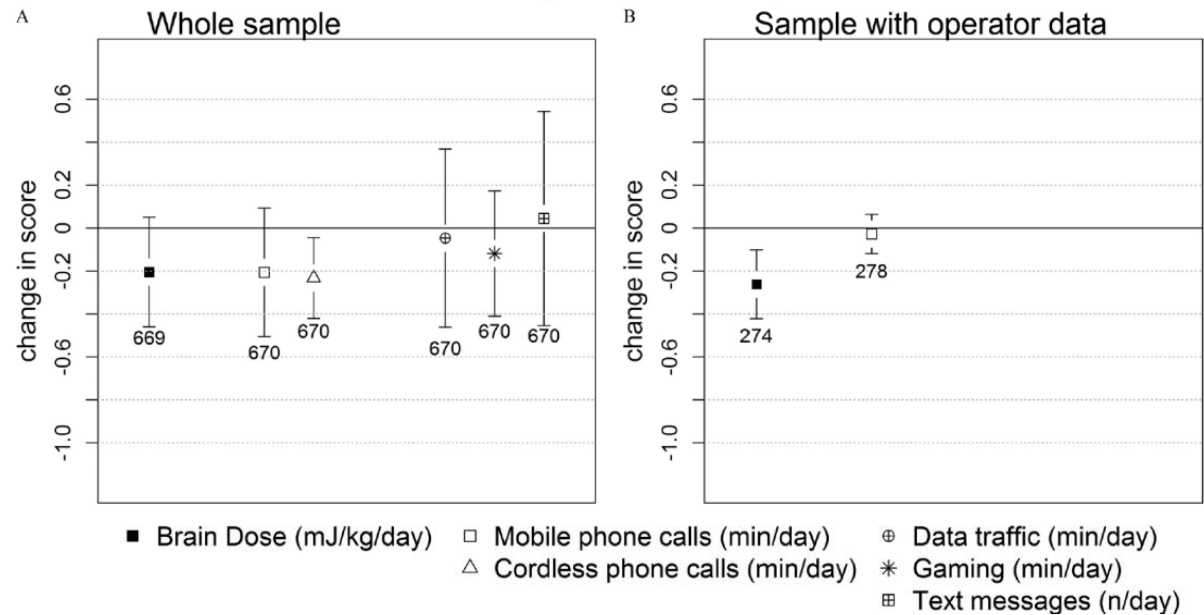 A
Whole sample
B
Sample with operator data
change in score
0.6
0.2
0
-0.2
-0.6
-1.0
669
670
670
670
670
670
change in score
0.6
0.2
0
-0.2
-0.6
-1.0
274
278
Brain Dose (mJ/kg/day)
Mobile phone calls (min/day)
Data traffic (min/day)
Cordless phone calls (min/day)
Gaming (min/day)
Text messages (n/day)